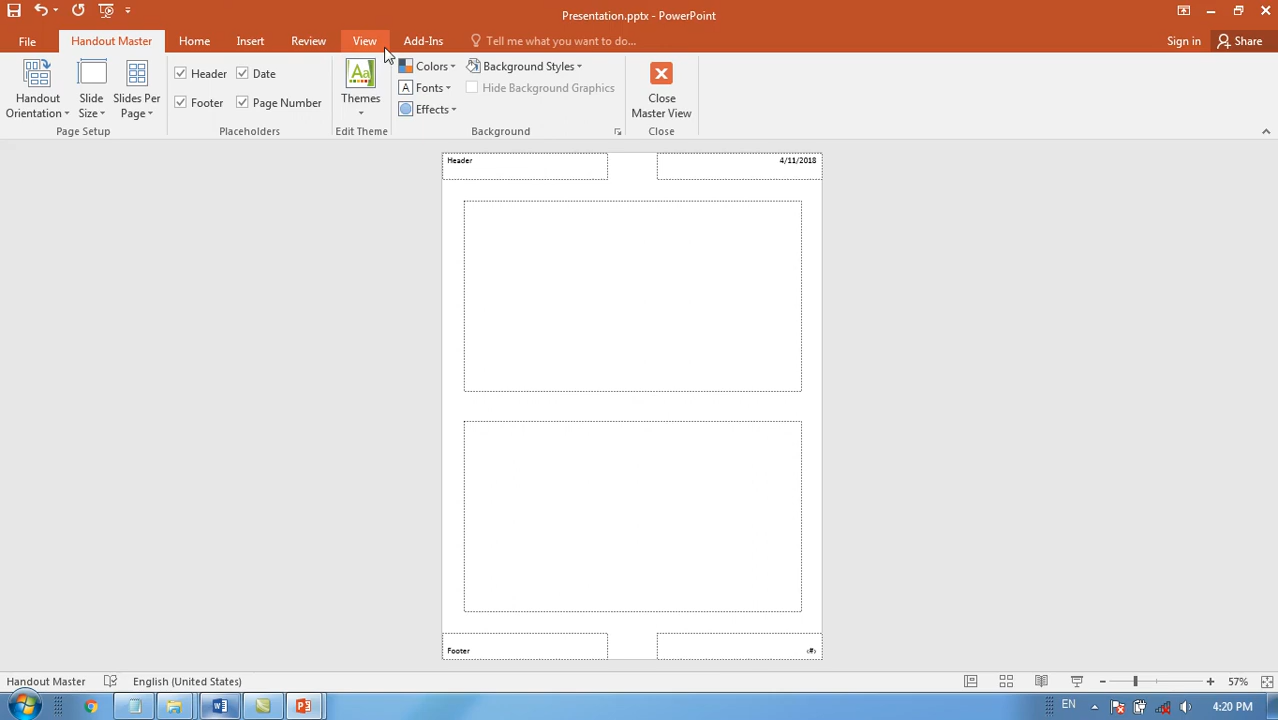 Presentation.pptx - PowerPoint
File Handout Master Home Insert Review View Add-Ins Tell me what you want to do... Sign in Share
Handout Orientation
Slide Size
Slides Per Page
Page Setup
Header Date
Footer Page Number
Placeholders
Aa
Themes
Edit Theme
Colors Background Styles
A Fonts Hide Background Graphics
Effects
Background
Close Master View
Close
Header 4/11/2018
Footer ‹#›
Handout Master English (United States) 57%
EN 4:20 PM